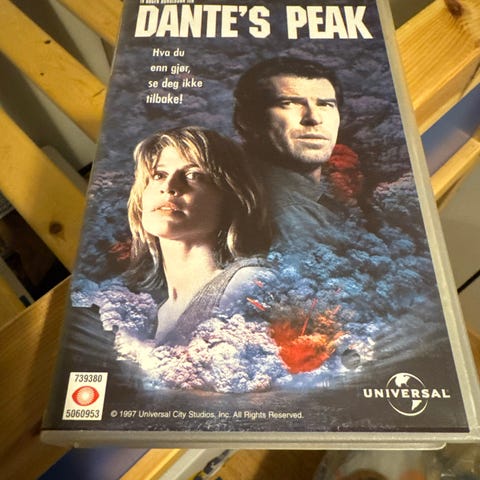 DANTE'S PEAK
Hva du
enn gjør,
se deg ikke
tilbake!
739380
5060953
© 1997 Universal City Studios, Inc. All Rights Reserved.
UNIVERSAL